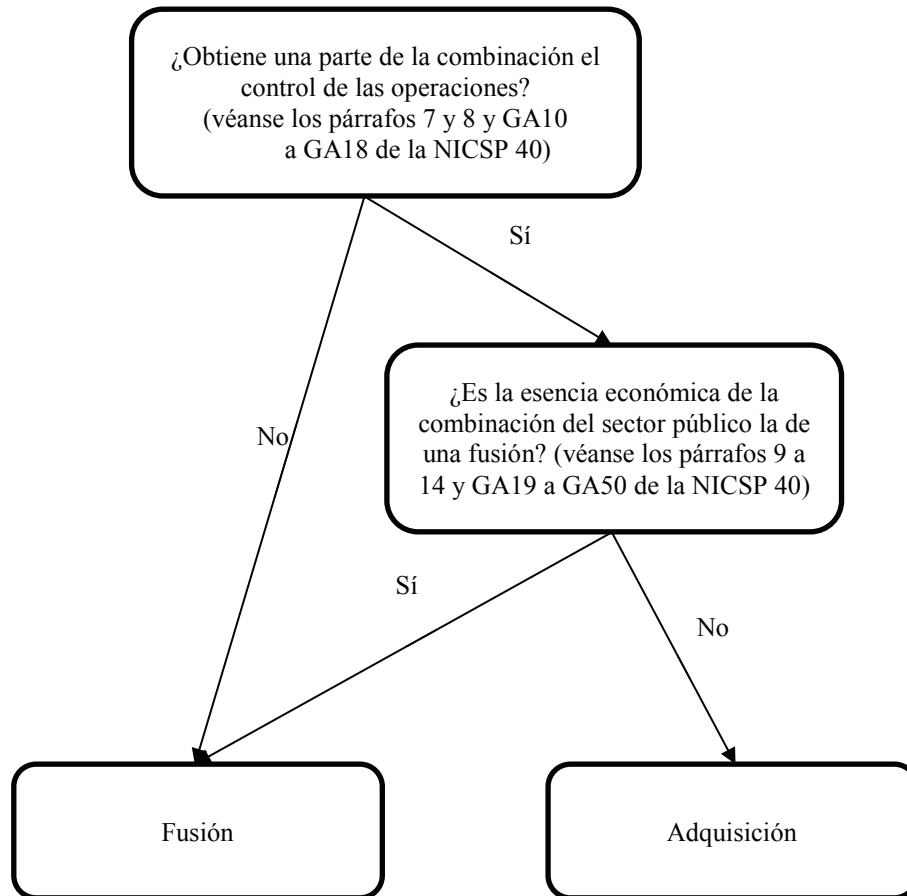 ¿Obtiene una parte de la combinación el
control de las operaciones?
(véanse los párrafos 7 y 8 y GA10
a GA18 de la NICSP 40)
Sí
¿Es la esencia económica de la
combinación del sector público la de
una fusión? (véanse los párrafos 9 a
14 y GA19 a GA50 de la NICSP 40)
No
Sí
No
Fusión
Adquisición